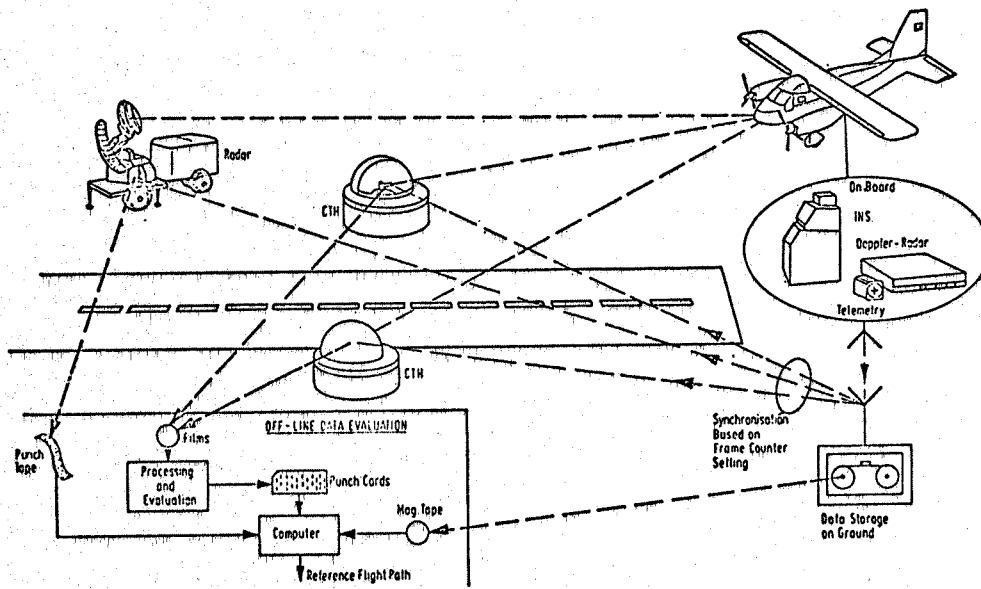 Radar
CTH
On Board
INS.
Doppler-Radar
Telemetry
CTH
Synchronisation
Based on
Frame Counter
Setting
OFF-LINE DATA EVALUATION
Punch
Tape
Films
Processing
and
Evaluation
Punch Cards
Mag. Tape
Computer
Data Storage
on Ground
Reference Flight Path